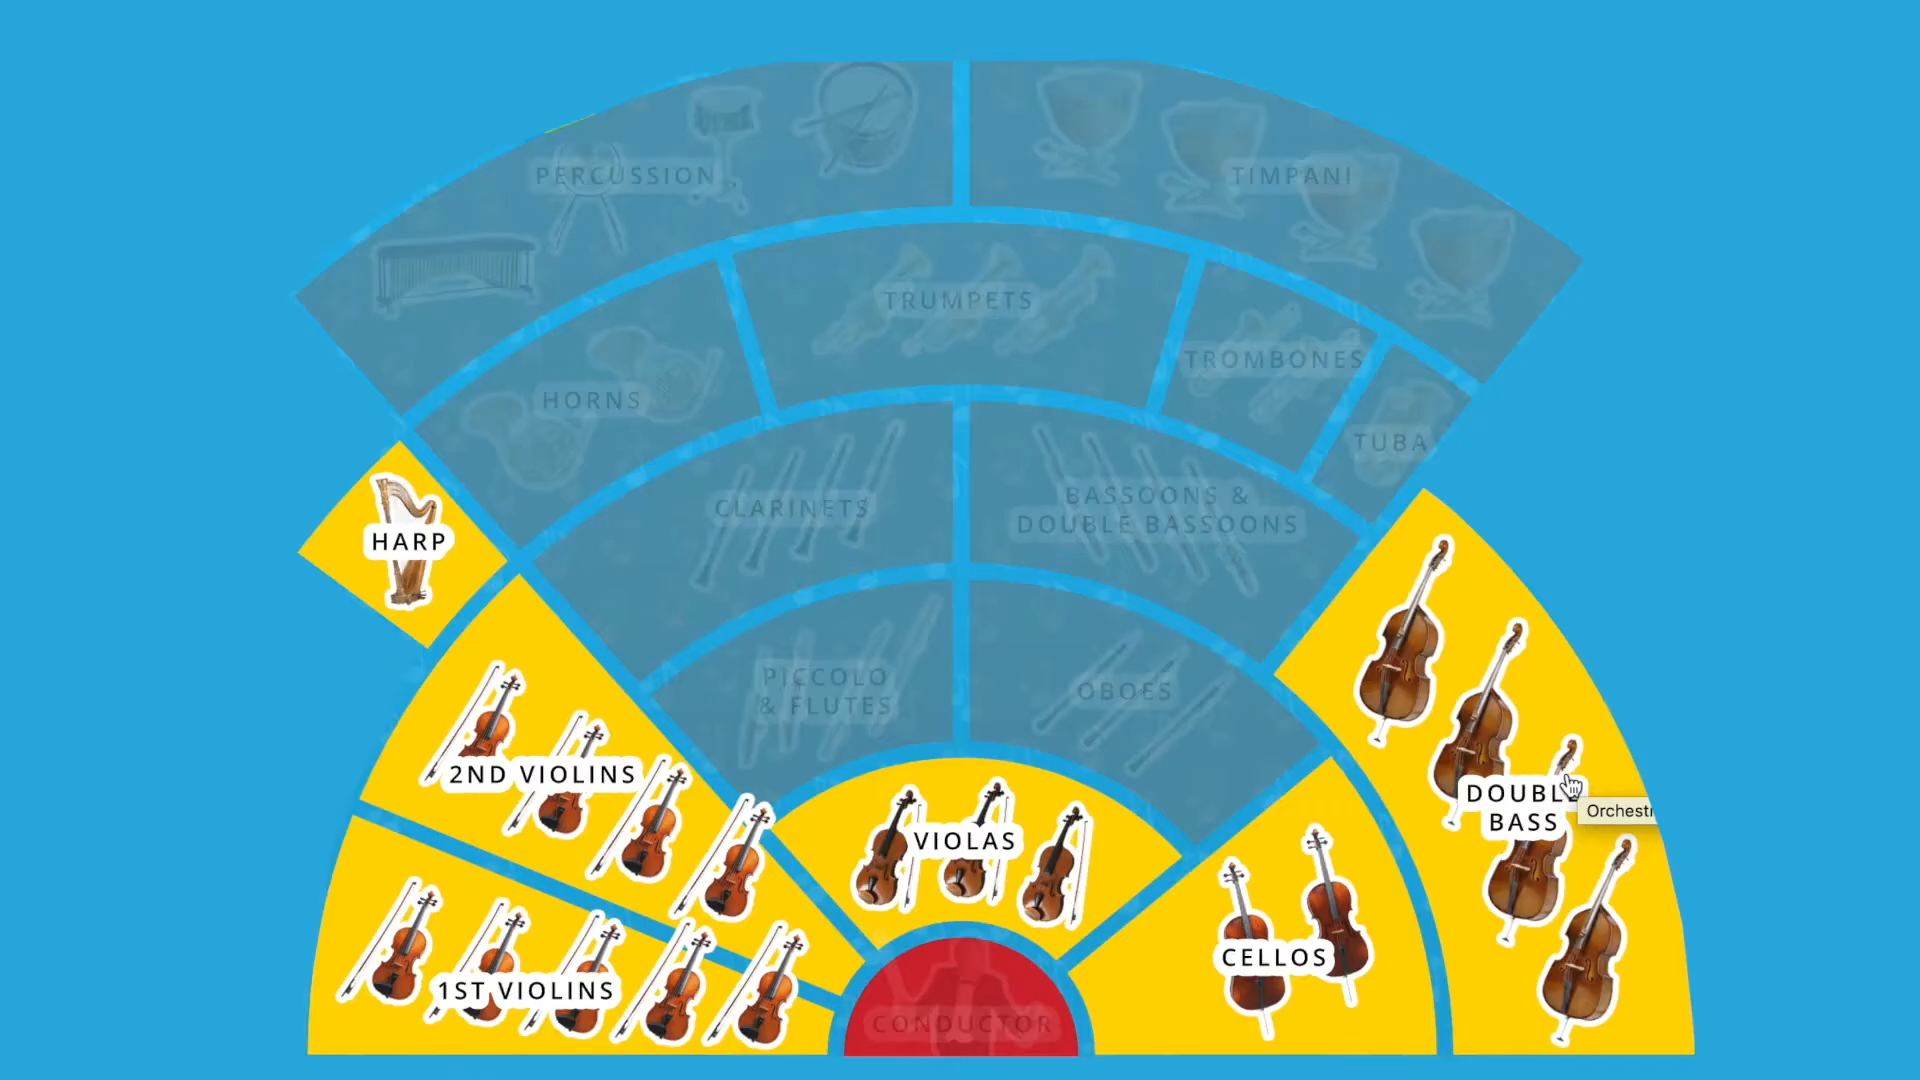 PERCUSSION
TIMPANI
TRUMPETS
TROMBONES
HORNS
TUBA
CLARINETS
BASSOONS &
DOUBLE BASSOONS
HARP
PICCOLO
& FLUTES
OBOES
2ND VIOLINS
VIOLAS
DOUBL
BASS
Orchestr
CELLOS
1ST VIOLINS
CONDUCTOR